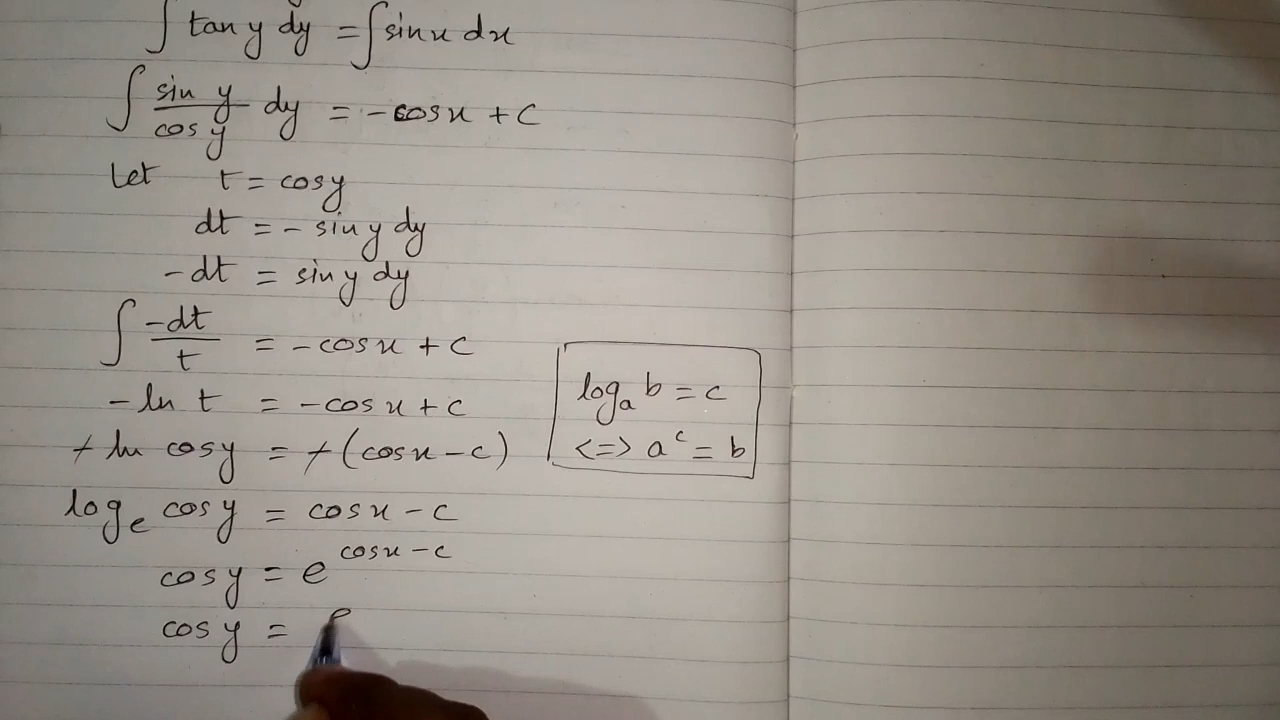 ∫ tan y dy = ∫ sin x dx
∫ sin y / cos y dy = - cos x + c
Let t = cos y
dt = - sin y dy
-dt = sin y dy
∫ -dt / t = - cos x + c
- ln t = - cos x + c
+ ln cos y = + (cos x - c)
log_a b = c
<=> a^c = b
log_e cos y = cos x - c
cos y = e^(cos x - c)
cos y =